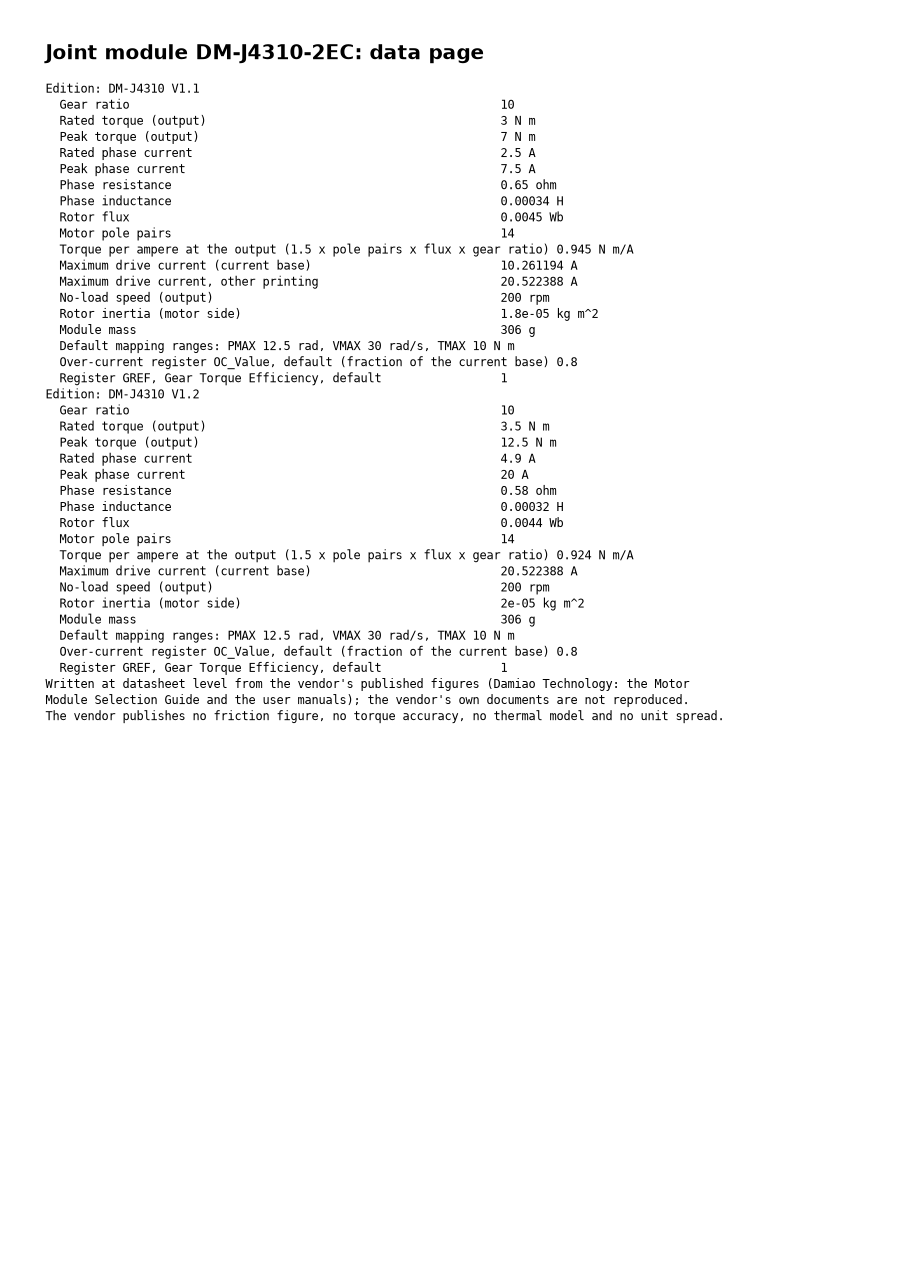 Joint module DM-J4310-2EC: data page
Edition: DM-J4310 V1.1
Gear ratio 10
Rated torque (output) 3 N m
Peak torque (output) 7 N m
Rated phase current 2.5 A
Peak phase current 7.5 A
Phase resistance 0.65 ohm
Phase inductance 0.00034 H
Rotor flux 0.0045 Wb
Motor pole pairs 14
Torque per ampere at the output (1.5 x pole pairs x flux x gear ratio) 0.945 N m/A
Maximum drive current (current base) 10.261194 A
Maximum drive current, other printing 20.522388 A
No-load speed (output) 200 rpm
Rotor inertia (motor side) 1.8e-05 kg m^2
Module mass 306 g
Default mapping ranges: PMAX 12.5 rad, VMAX 30 rad/s, TMAX 10 N m
Over-current register OC_Value, default (fraction of the current base) 0.8
Register GREF, Gear Torque Efficiency, default 1
Edition: DM-J4310 V1.2
Gear ratio 10
Rated torque (output) 3.5 N m
Peak torque (output) 12.5 N m
Rated phase current 4.9 A
Peak phase current 20 A
Phase resistance 0.58 ohm
Phase inductance 0.00032 H
Rotor flux 0.0044 Wb
Motor pole pairs 14
Torque per ampere at the output (1.5 x pole pairs x flux x gear ratio) 0.924 N m/A
Maximum drive current (current base) 20.522388 A
No-load speed (output) 200 rpm
Rotor inertia (motor side) 2e-05 kg m^2
Module mass 306 g
Default mapping ranges: PMAX 12.5 rad, VMAX 30 rad/s, TMAX 10 N m
Over-current register OC_Value, default (fraction of the current base) 0.8
Register GREF, Gear Torque Efficiency, default 1
Written at datasheet level from the vendor's published figures (Damiao Technology: the Motor
Module Selection Guide and the user manuals); the vendor's own documents are not reproduced.
The vendor publishes no friction figure, no torque accuracy, no thermal model and no unit spread.